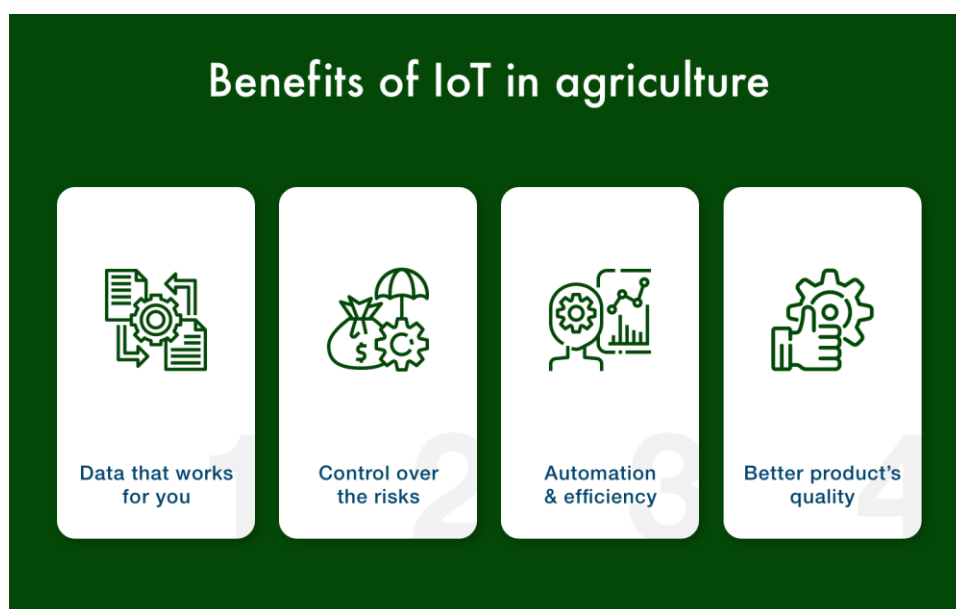 Benefits of IoT in agriculture
$
1
Data that works
for you
2
Control over
the risks
3
Automation
& efficiency
4
Better product's
quality